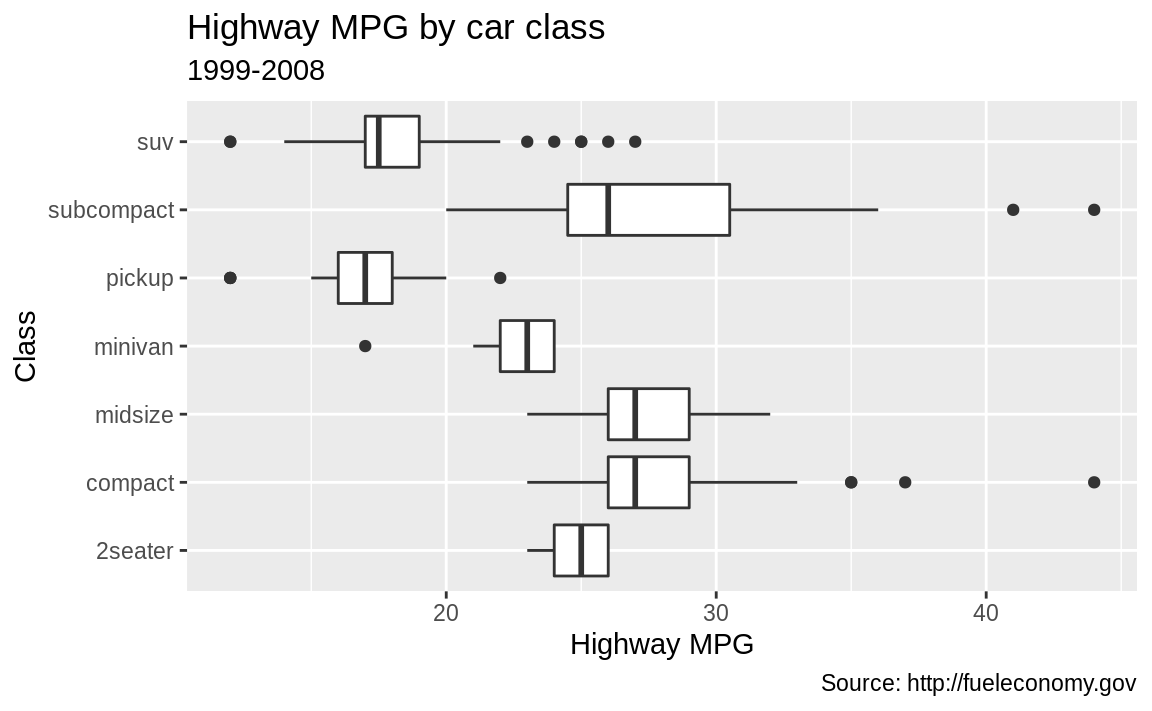 Highway MPG by car class
1999-2008
suv
subcompact
pickup
minivan
midsize
compact
2seater
Class
20 30 40
Highway MPG
Source: http://fueleconomy.gov